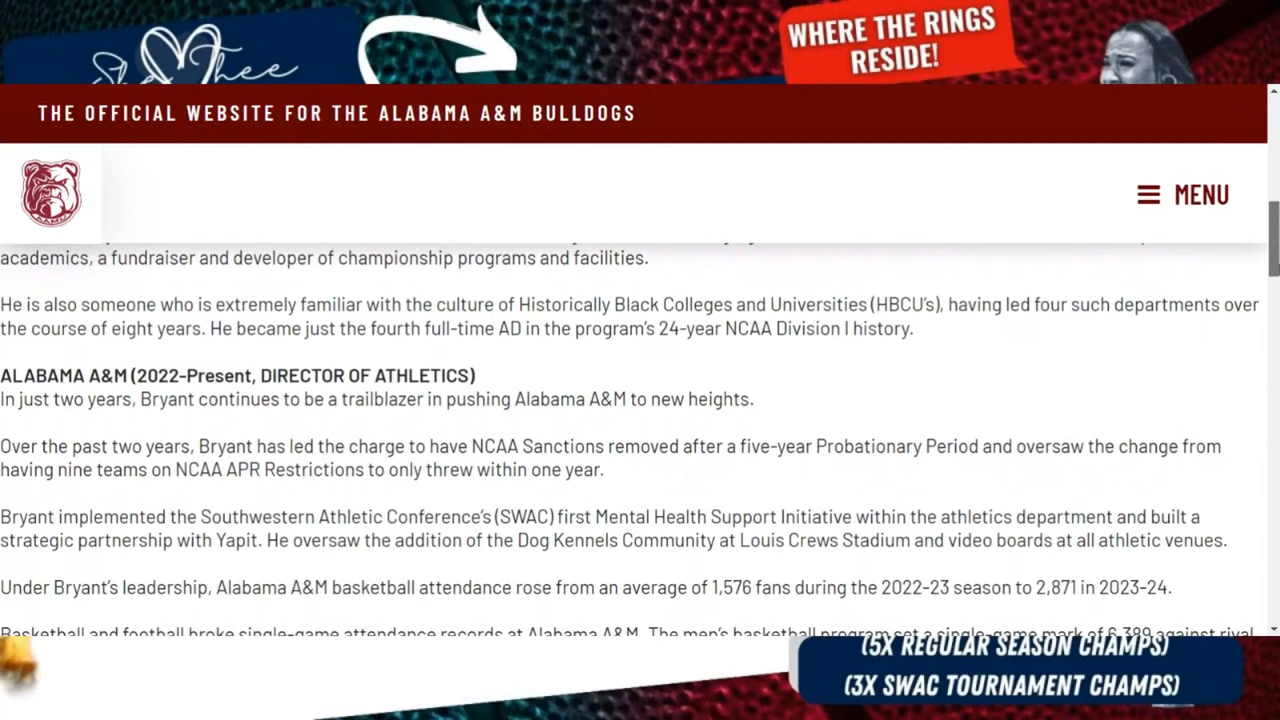 She Thee
WHERE THE RINGS
RESIDE!
THE OFFICIAL WEBSITE FOR THE ALABAMA A&M BULLDOGS
MENU
academics, a fundraiser and developer of championship programs and facilities.
He is also someone who is extremely familiar with the culture of Historically Black Colleges and Universities (HBCU's), having led four such departments over
the course of eight years. He became just the fourth full-time AD in the program's 24-year NCAA Division I history.
ALABAMA A&M (2022-Present, DIRECTOR OF ATHLETICS)
In just two years, Bryant continues to be a trailblazer in pushing Alabama A&M to new heights.
Over the past two years, Bryant has led the charge to have NCAA Sanctions removed after a five-year Probationary Period and oversaw the change from
having nine teams on NCAA APR Restrictions to only threw within one year.
Bryant implemented the Southwestern Athletic Conference's (SWAC) first Mental Health Support Initiative within the athletics department and built a
strategic partnership with Yapit. He oversaw the addition of the Dog Kennels Community at Louis Crews Stadium and video boards at all athletic venues.
Under Bryant's leadership, Alabama A&M basketball attendance rose from an average of 1,576 fans during the 2022-23 season to 2,871 in 2023-24.
Basketball and football broke single-game attendance records at Alabama A&M. The men's basketball program set a single-game mark of 6,389 against rival
(5X REGULAR SEASON CHAMPS)
(3X SWAC TOURNAMENT CHAMPS)